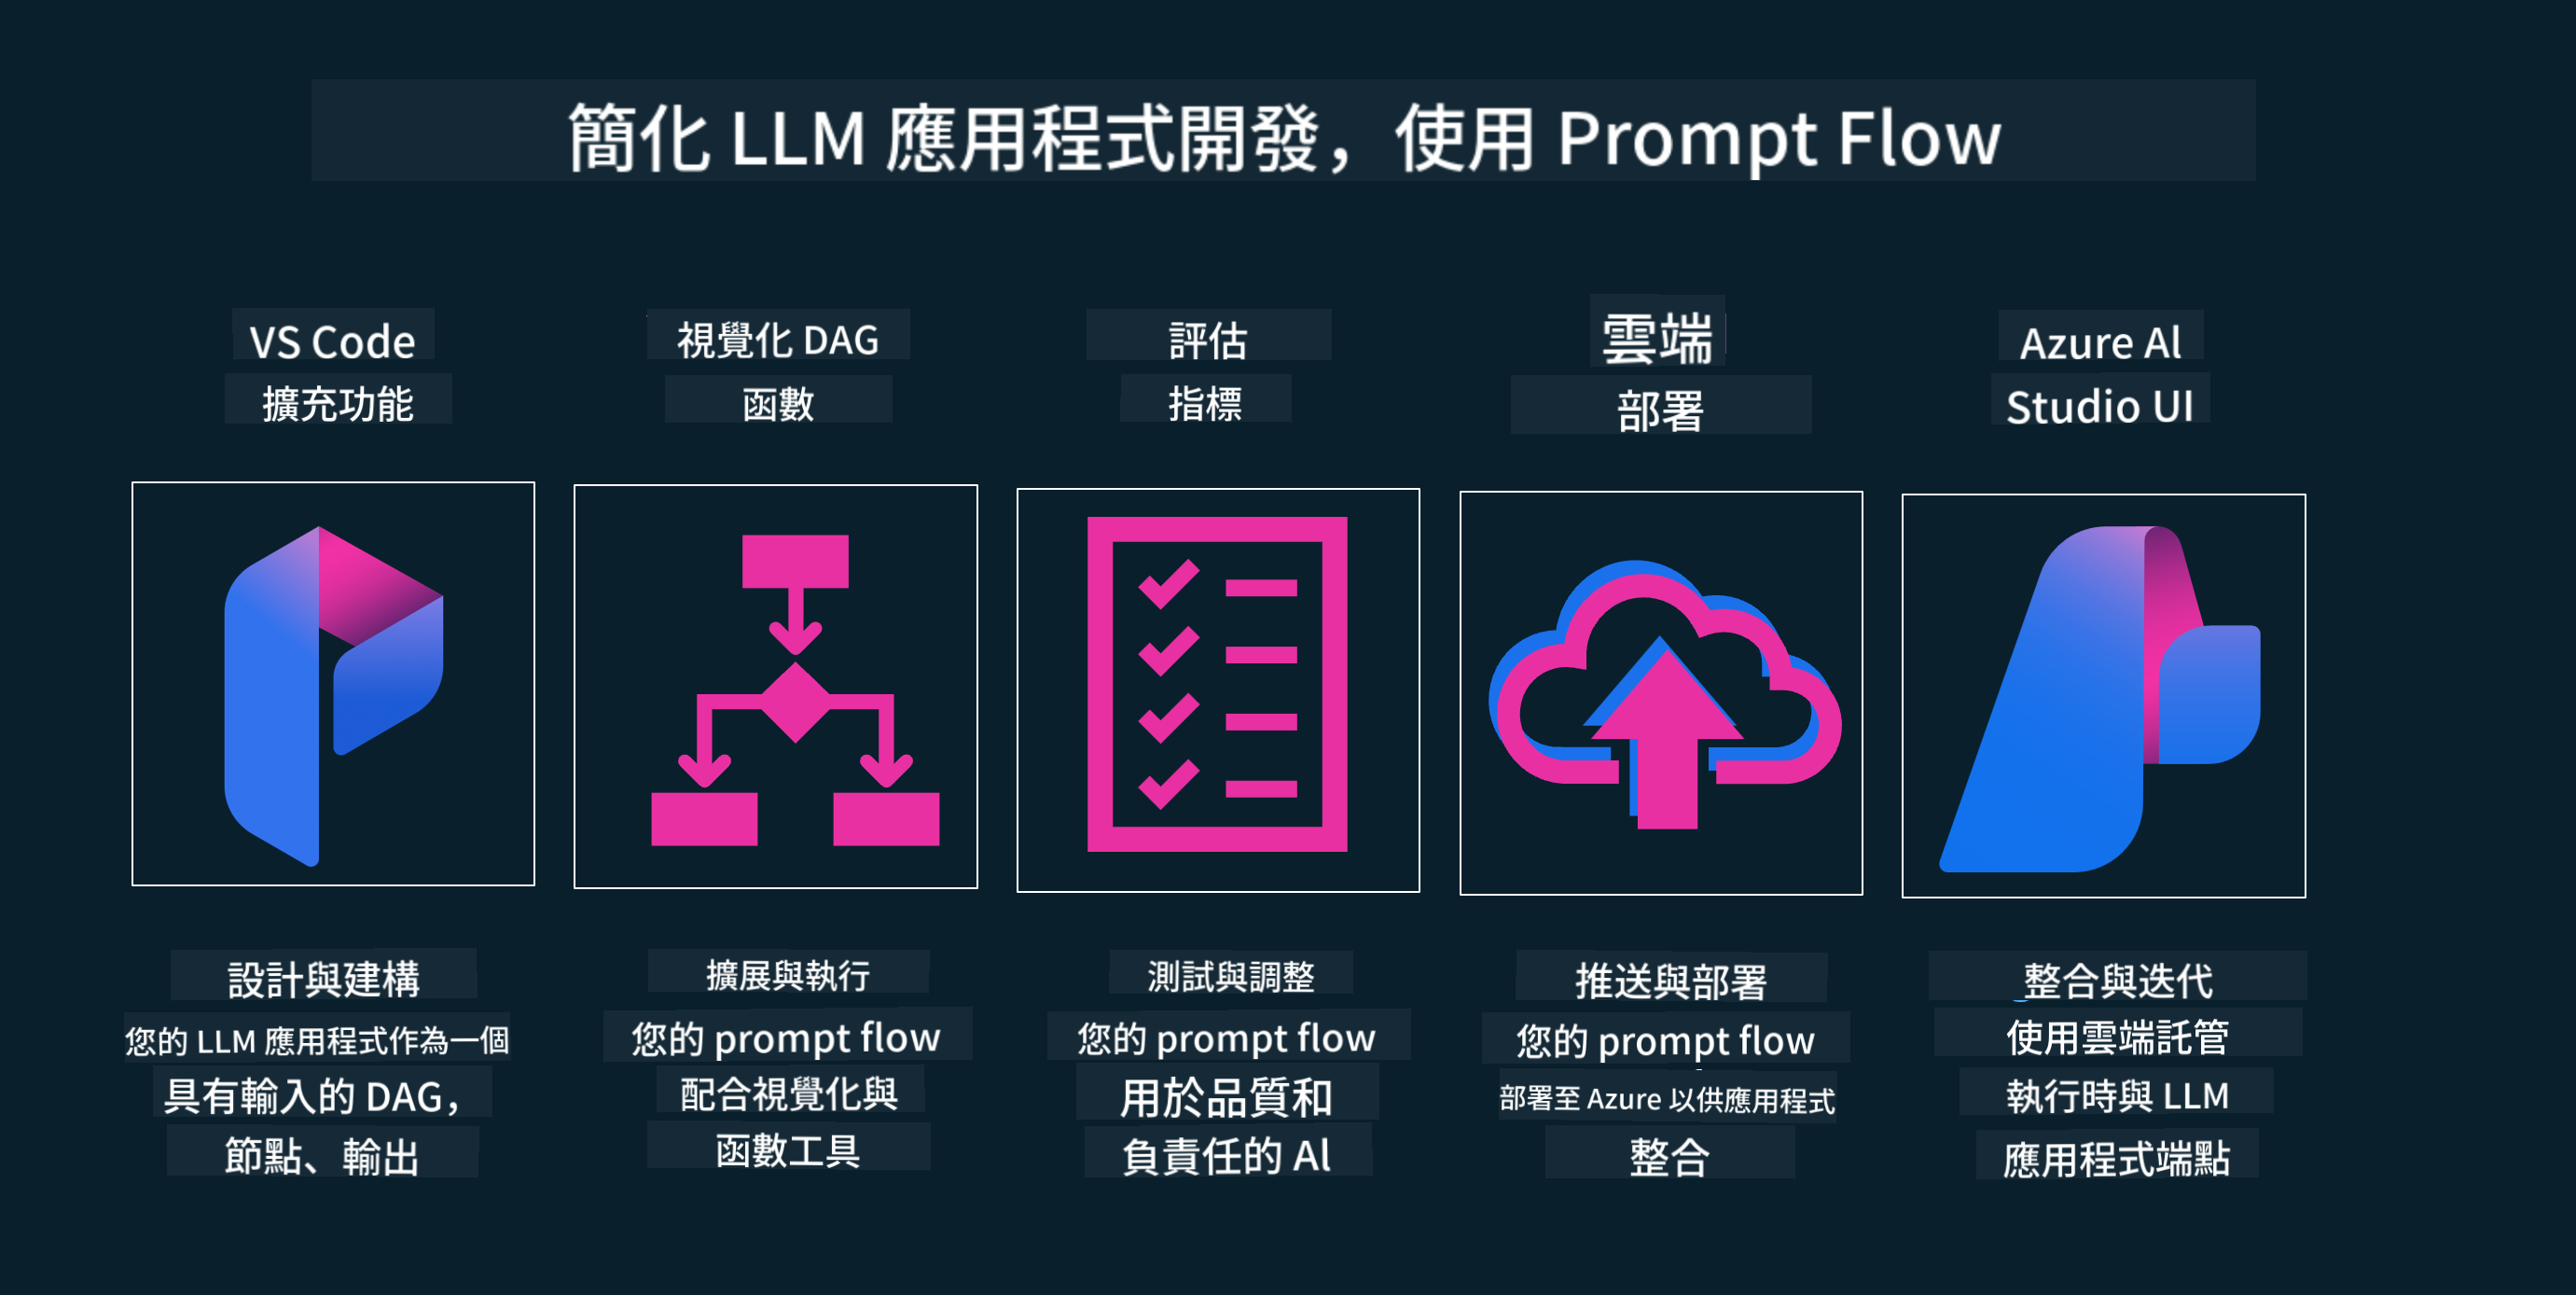 簡化 LLM 應用程式開發，使用 Prompt Flow
VS Code
擴充功能
視覺化 DAG
函數
評估
指標
雲端
部署
Azure Al
Studio UI
設計與建構
您的 LLM 應用程式作為一個
具有輸入的 DAG，
節點、輸出
擴展與執行
您的 prompt flow
配合視覺化與
函數工具
測試與調整
您的 prompt flow
用於品質和
負責任的 Al
推送與部署
您的 prompt flow
部署至 Azure 以供應用程式
整合
整合與迭代
使用雲端託管
執行時與 LLM
應用程式端點